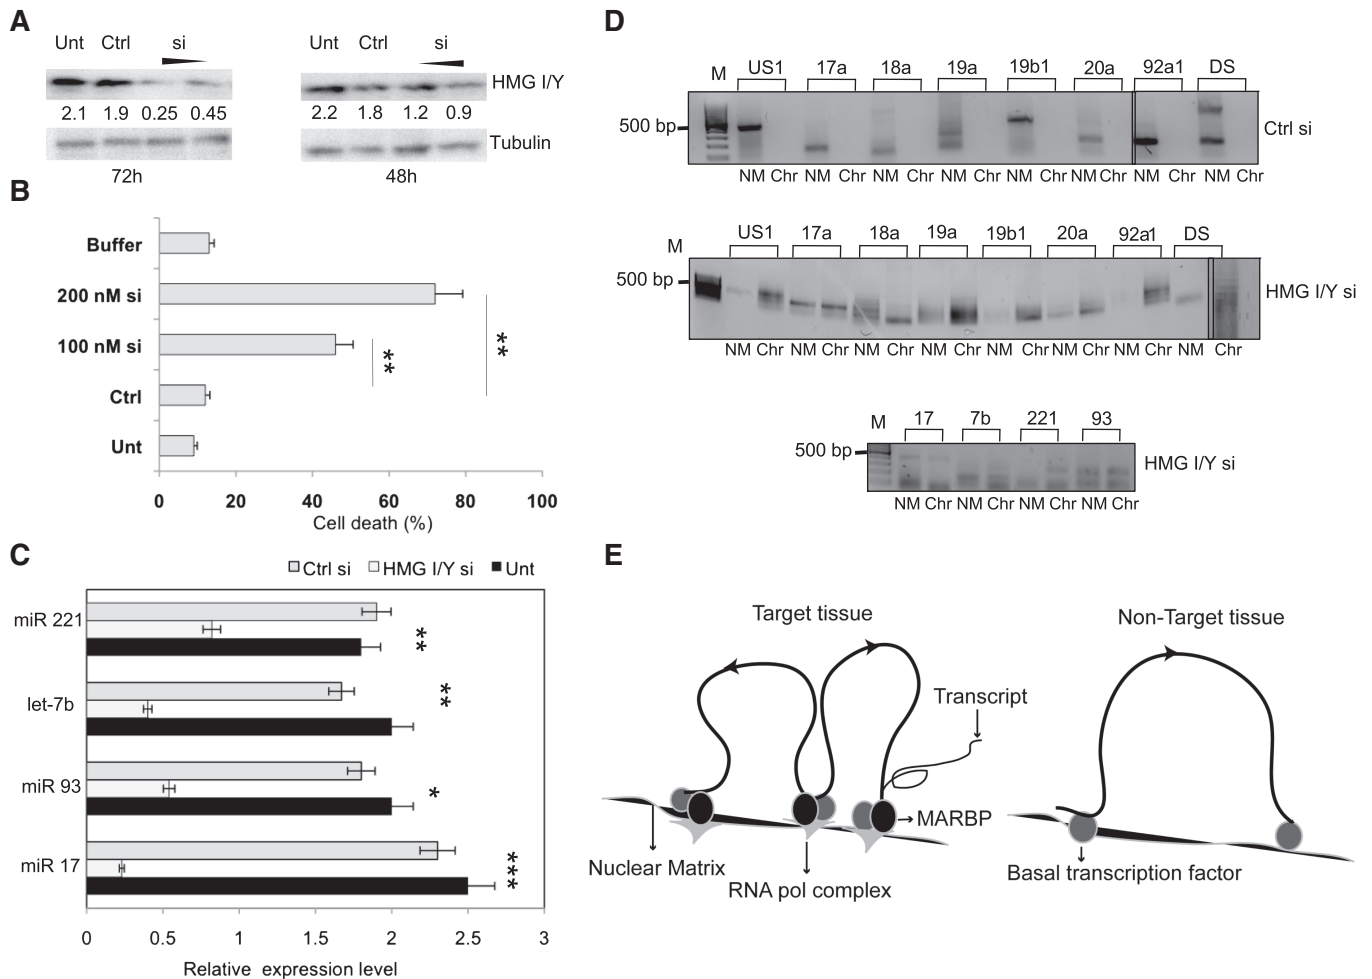 A
Unt Ctrl si
HMG I/Y
2.1 1.9 0.25 0.45
72h
Unt Ctrl si
2.2 1.8 1.2 0.9
Tubulin
48h
B
Buffer
200 nM si
100 nM si
Ctrl
Unt
**
**
0 20 40 60 80 100
Cell death (%)
C
Ctrl si HMG I/Y si Unt
miR 221
**
let-7b
**
miR 93
*
miR 17
***
0 0.5 1 1.5 2 2.5 3
Relative expression level
D
M US1 17a 18a 19a 19b1 20a 92a1 DS
500 bp
Ctrl si
NM Chr NM Chr NM Chr NM Chr NM Chr NM Chr NM Chr NM Chr
M US1 17a 18a 19a 19b1 20a 92a1 DS
500 bp
HMG I/Y si
NM Chr NM Chr NM Chr NM Chr NM Chr NM Chr NM Chr NM Chr
M 17 7b 221 93
500 bp
HMG I/Y si
NM Chr NM Chr NM Chr NM Chr
E
Target tissue
Non-Target tissue
Transcript
MARBP
Nuclear Matrix
RNA pol complex
Basal transcription factor